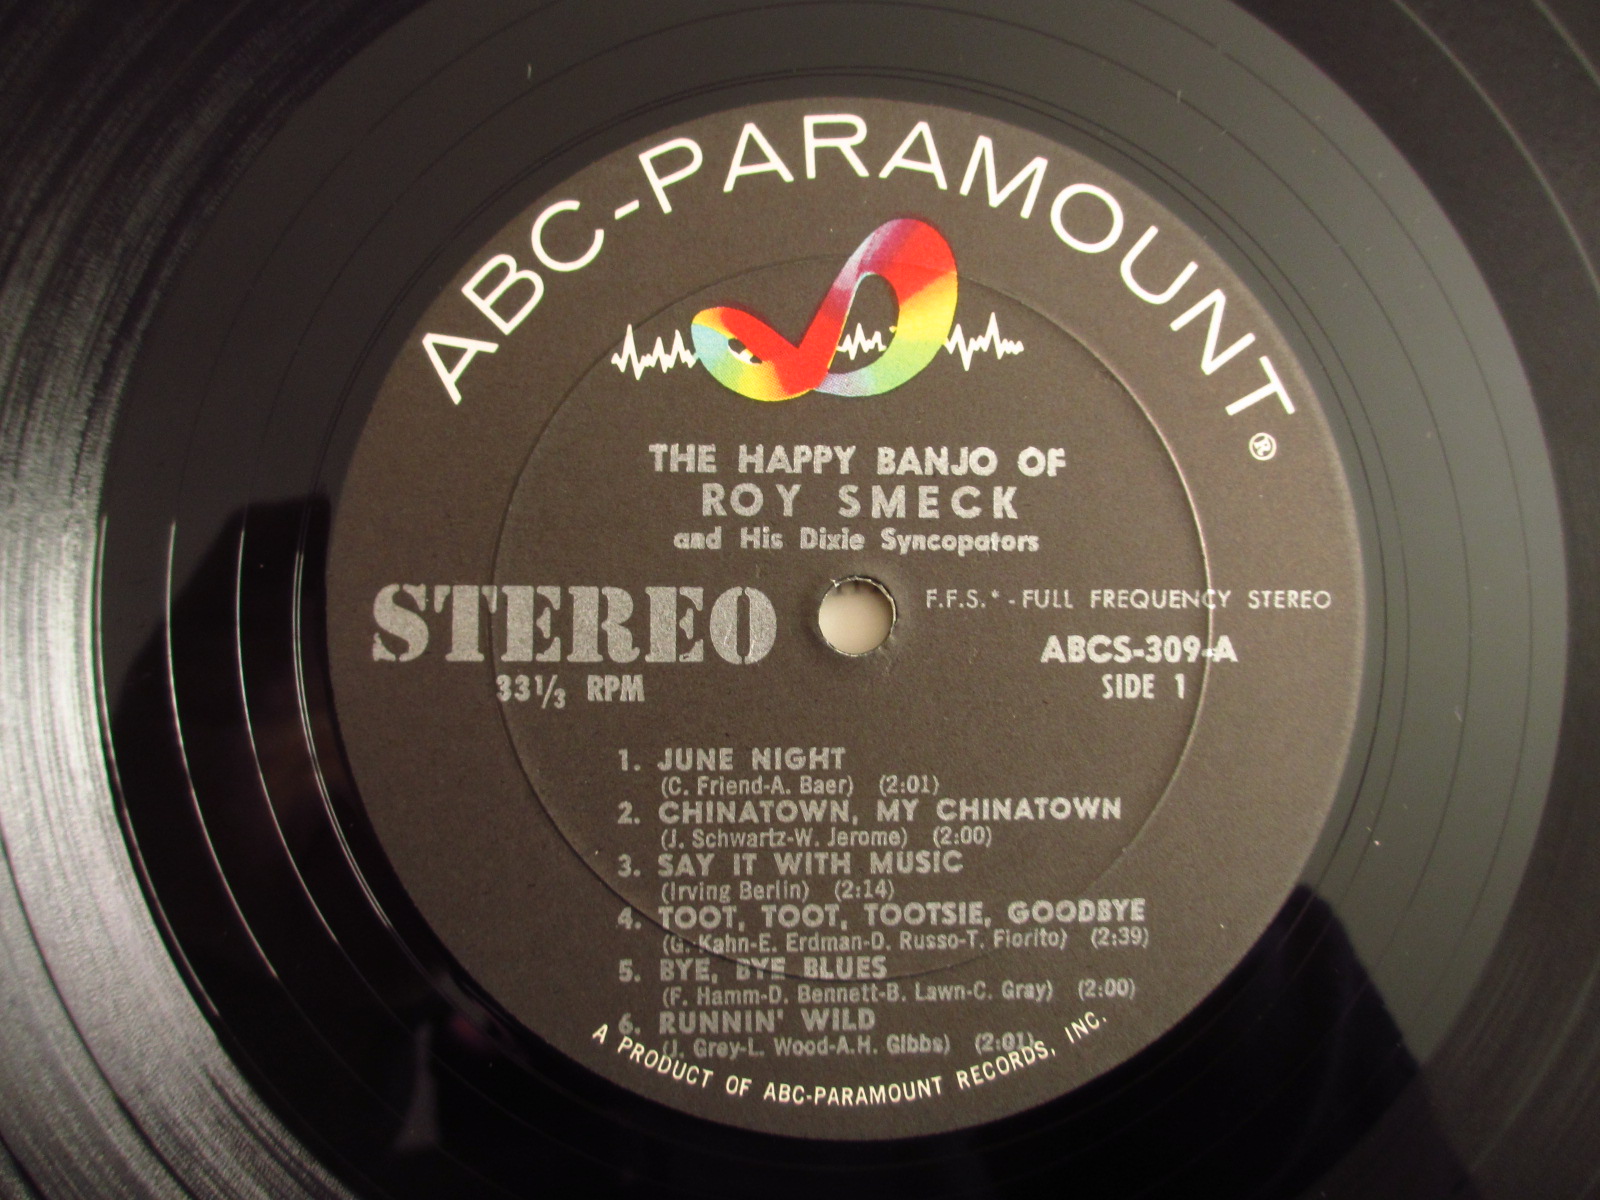 ABC-PARAMOUNT®
THE HAPPY BANJO OF
ROY SMECK
and His Dixie Syncopators
STEREO
33⅓ RPM
F.F.S.* - FULL FREQUENCY STEREO
ABCS-309-A
SIDE 1
1. JUNE NIGHT
(C. Friend-A. Baer) (2:01)
2. CHINATOWN, MY CHINATOWN
(J. Schwartz-W. Jerome) (2:00)
3. SAY IT WITH MUSIC
(Irving Berlin) (2:14)
4. TOOT, TOOT, TOOTSIE, GOODBYE
(G. Kahn-E. Erdman-D. Russo-T. Fiorito) (2:39)
5. BYE, BYE BLUES
(F. Hamm-D. Bennett-B. Lawn-C. Gray) (2:00)
6. RUNNIN' WILD
(J. Grey-L. Wood-A.H. Gibbs) (2:01)
A PRODUCT OF ABC-PARAMOUNT RECORDS, INC.